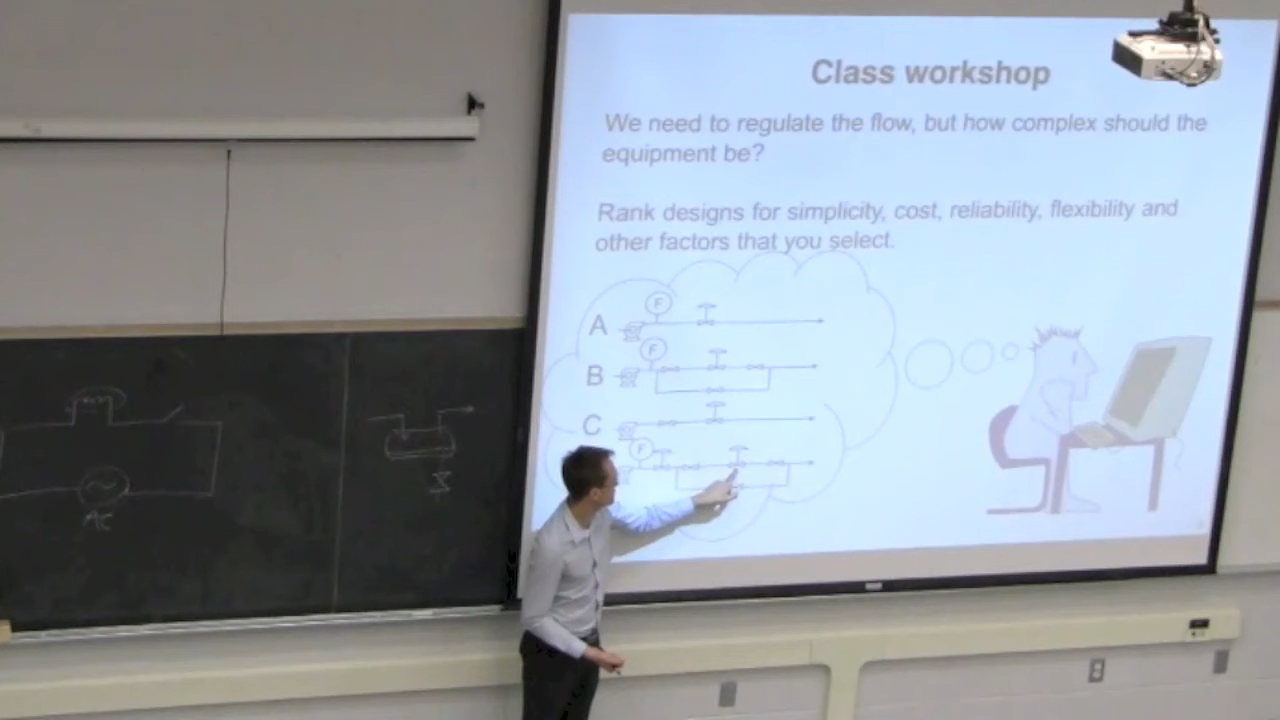 Class workshop
We need to regulate the flow, but how complex should the
equipment be?
Rank designs for simplicity, cost, reliability, flexibility and
other factors that you select.
A F
B F
C
F
AC